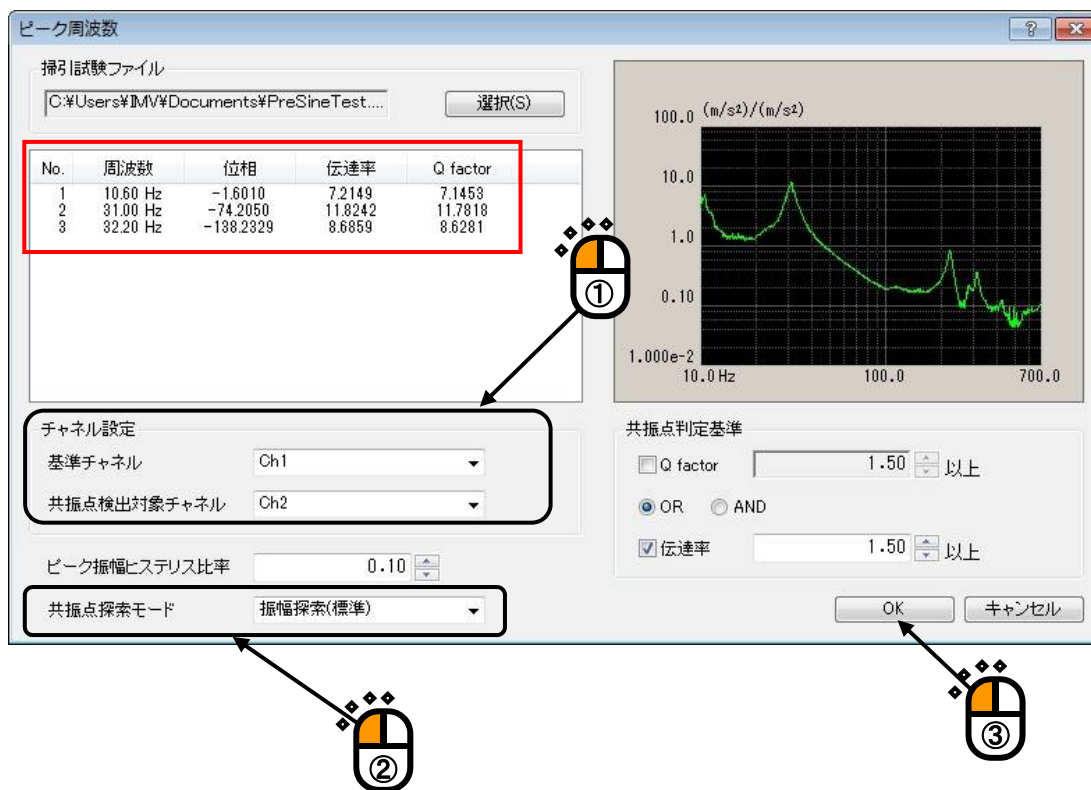 ピーク周波数
掃引試験ファイル
C:¥Users¥IMV¥Documents¥PreSineTest....
選択(S)
No. 周波数 位相 伝達率 Q factor
1 10.60 Hz -1.6010 7.2149 7.1453
2 31.00 Hz -74.2050 11.8242 11.7818
3 32.20 Hz -138.2329 8.6859 8.6281
①
100.0 (m/s²)/(m/s²)
10.0
1.0
0.10
1.000e-2
10.0Hz 100.0 700.0
チャネル設定
基準チャネル Ch1
共振点検出対象チャネル Ch2
共振点判定基準
Q factor 1.50 以上
OR AND
伝達率 1.50 以上
ピーク振幅ヒステリス比率 0.10
共振点探索モード 振幅探索(標準)
OK キャンセル
②
③